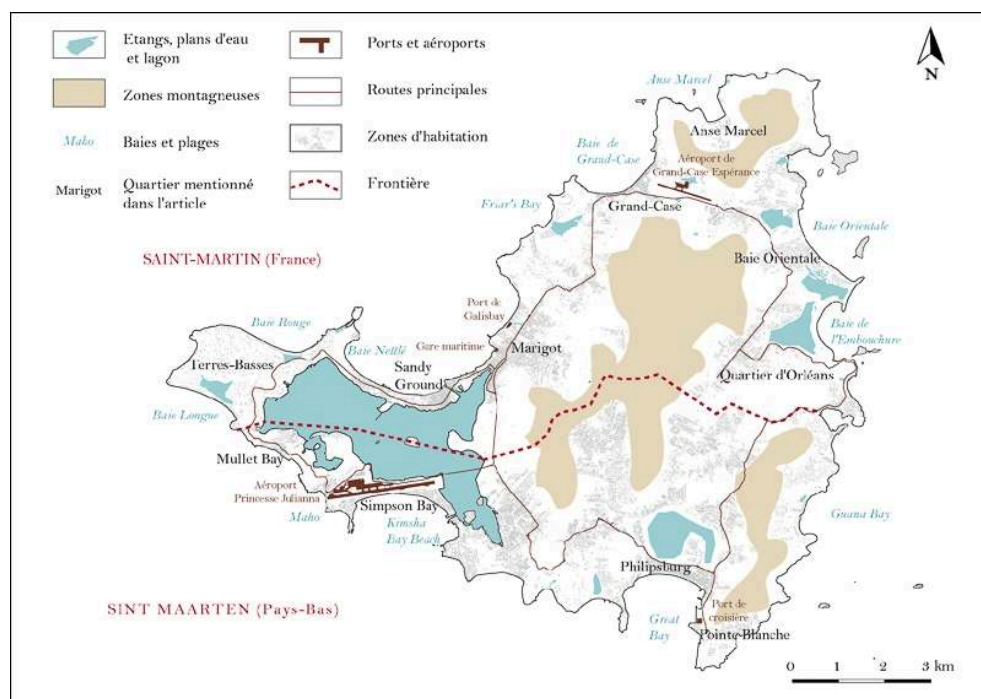 Etangs, plans d'eau
et lagon
Zones montagneuses
Maho
Baies et plages
Marigot
Quartier mentionné
dans l'article
Ports et aéroports
Routes principales
Zones d'habitation
Frontière
N
SAINT-MARTIN (France)
Anse Marcel
Anse Marcel
Baie de
Grand-Case
Aéroport de
Grand-Case Espérance
Grand-Case
Friar's Bay
Baie Orientale
Baie Orientale
Port de
Galisbay
Baie Rouge
Gare maritime
Marigot
Baie Nettlé
Baie de
l'Embouchure
Terres-Basses
Sandy
Ground
Quartier d'Orléans
Baie Longue
Mullet Bay
Aéroport
Princesse Julianna
Maho
Simpson Bay
Kimsha
Bay Beach
Guana Bay
Philipsburg
SINT MAARTEN (Pays-Bas)
Great
Bay
Port de
croisière
Pointe Blanche
0 1 2 3 km